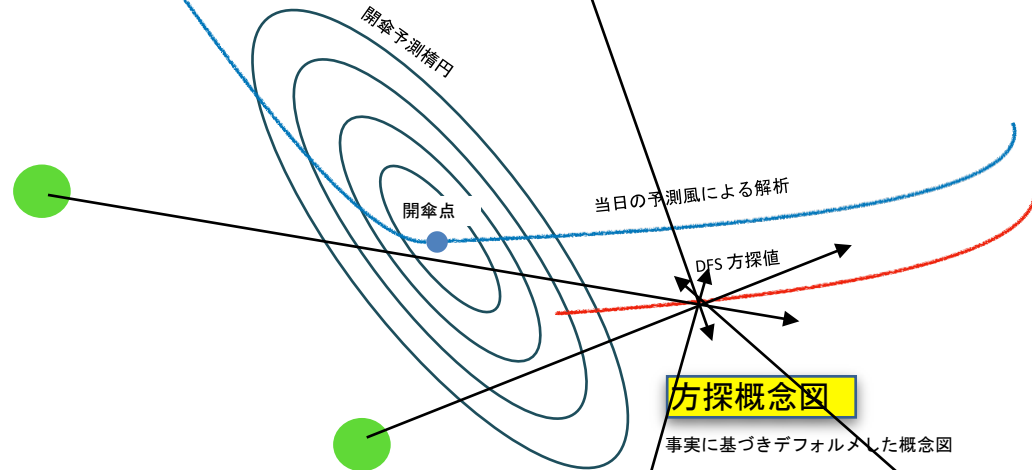 開傘予測楕円
開傘点
当日の予測風による解析
DFS 方探値
方探概念図
事実に基づきデフォルメした概念図